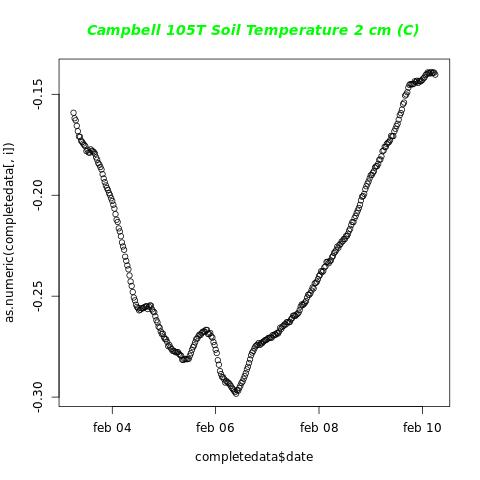 Campbell 105T Soil Temperature 2 cm (C)
as.numeric(completedata[, i])
-0.15
-0.20
-0.25
-0.30
feb 04 feb 06 feb 08 feb 10
completedata$date